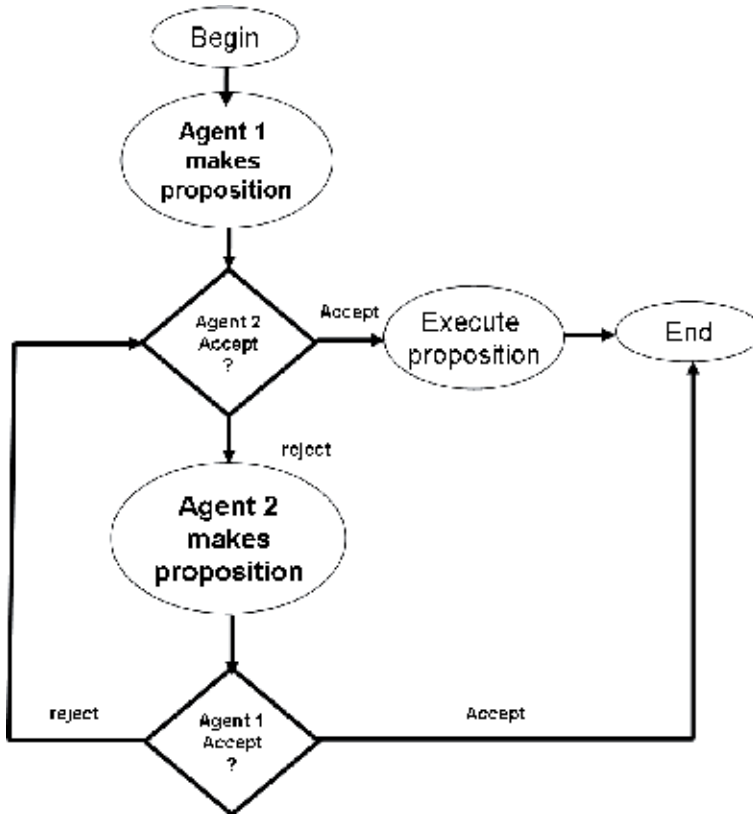 Begin
Agent 1
makes
proposition
Agent 2
Accept
?
Accept
Execute
proposition
End
reject
Agent 2
makes
proposition
reject
Agent 1
Accept
?
Accept